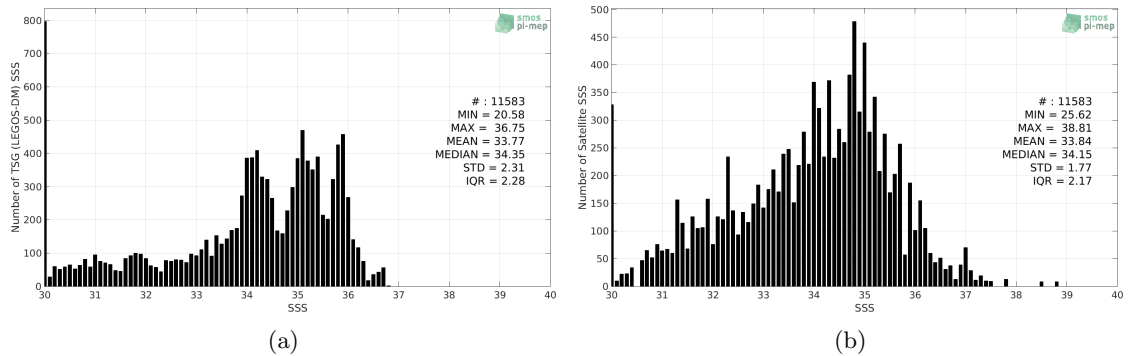 smos
pi-mep
Number of TSG (LEGOS-DM) SSS
800
700
600
500
400
300
200
100
0
# : 11583
MIN = 20.58
MAX = 36.75
MEAN = 33.77
MEDIAN = 34.35
STD = 2.31
IQR = 2.28
30 31 32 33 34 35 36 37 38 39 40
SSS
(a)
smos
pi-mep
Number of Satellite SSS
500
450
400
350
300
250
200
150
100
50
0
# : 11583
MIN = 25.62
MAX = 38.81
MEAN = 33.84
MEDIAN = 34.15
STD = 1.77
IQR = 2.17
30 31 32 33 34 35 36 37 38 39 40
SSS
(b)